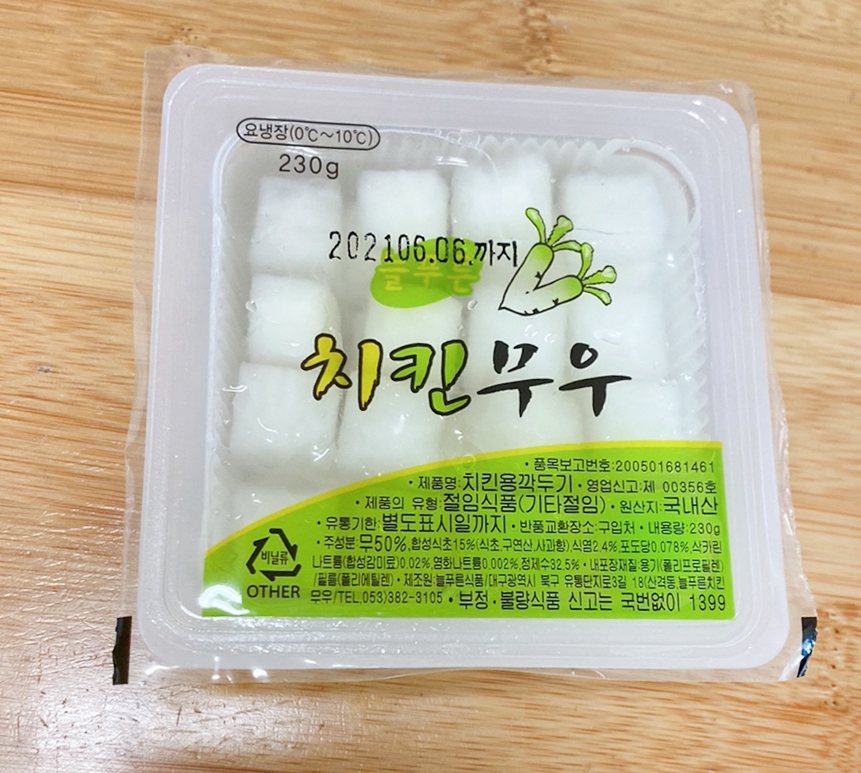 요냉장(0℃~10℃)
230g
202106.06.까지
늘푸른
치킨무우
• 품목보고번호:200501681461
• 제품명:치킨용깍두기 • 영업신고:제 00356호
• 제품의 유형:절임식품(기타절임) • 원산지:국내산
• 유통기한:별도표시일까지 • 반품교환장소:구입처 • 내용량:230g
• 주성분:무50%,합성식초15%(식초,구연산,사과향),식염2.4%,포도당0.078%,삭카린
나트륨(합성감미료)0.02%,염화나트륨0.002%,정제수32.5% • 내포장재질:용기(폴리프로필렌)
/필름(폴리에틸렌) • 제조원:늘푸른식품/대구광역시 북구 유통단지로8길 18(산격동,늘푸른치킨
무우/TEL.053)382-3105 • 부정 • 불량식품 신고는 국번없이 1399
비닐류
OTHER